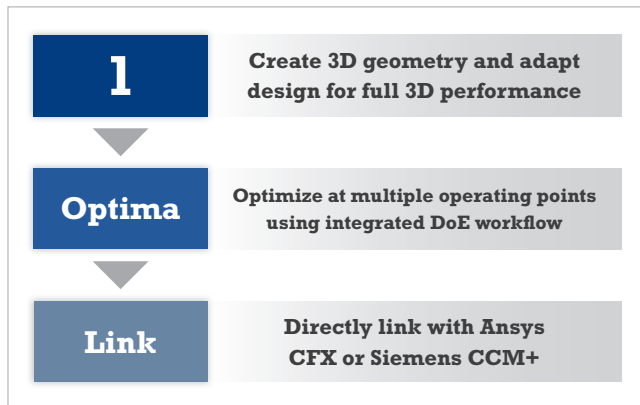 1
Create 3D geometry and adapt
design for full 3D performance
Optima
Optimize at multiple operating points
using integrated DoE workflow
Link
Directly link with Ansys
CFX or Siemens CCM+